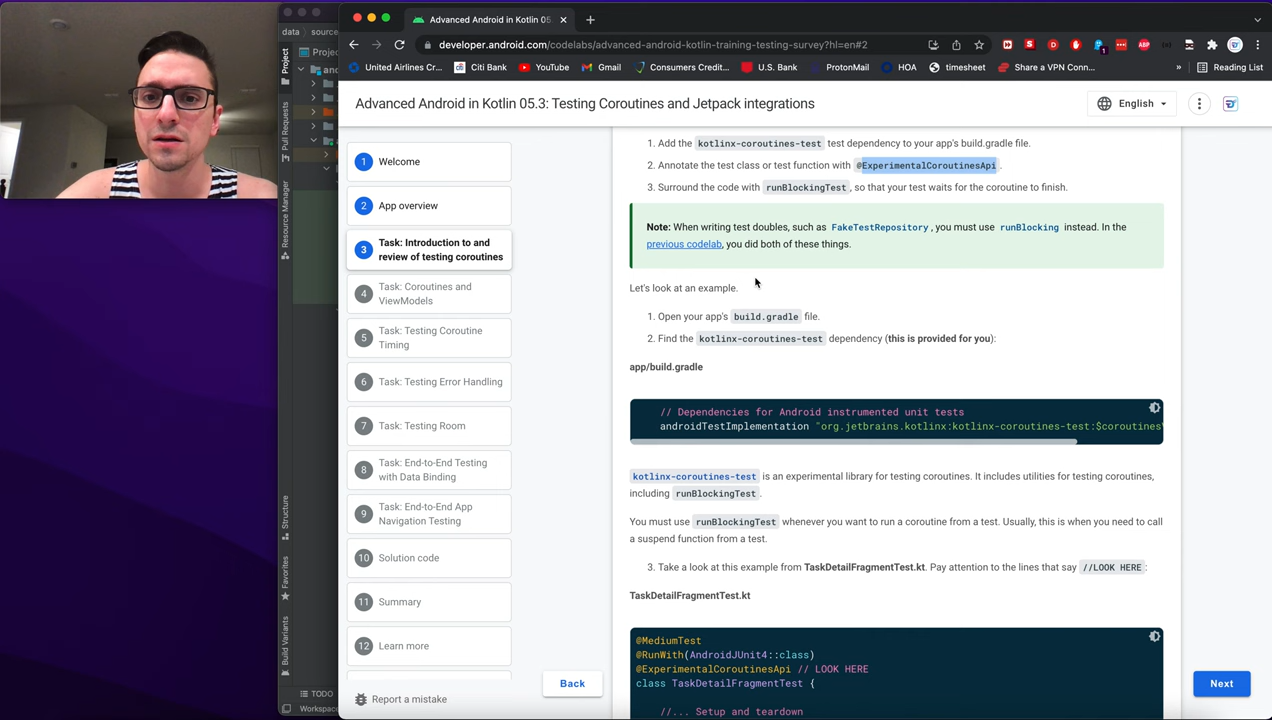 data
source
Project
Pull Requests
Resource Manager
Structure
Favorites
Build Variants
Project
TODO
Workspace
Advanced Android in Kotlin 05.
developer.android.com/codelabs/advanced-android-kotlin-training-testing-survey?hl=en#2
United Airlines Cr...
Citi Bank
YouTube
Gmail
Consumers Credit...
U.S. Bank
ProtonMail
HOA
timesheet
Share a VPN Conn...
»
Reading List
Advanced Android in Kotlin 05.3: Testing Coroutines and Jetpack integrations
English
1 Welcome
2 App overview
3 Task: Introduction to and
review of testing coroutines
4 Task: Coroutines and
ViewModels
5 Task: Testing Coroutine
Timing
6 Task: Testing Error Handling
7 Task: Testing Room
8 Task: End-to-End Testing
with Data Binding
9 Task: End-to-End App
Navigation Testing
10 Solution code
11 Summary
12 Learn more
Report a mistake
1. Add the kotlinx-coroutines-test test dependency to your app's build.gradle file.
2. Annotate the test class or test function with @ExperimentalCoroutinesApi.
3. Surround the code with runBlockingTest, so that your test waits for the coroutine to finish.
Note: When writing test doubles, such as FakeTestRepository, you must use runBlocking instead. In the
previous codelab, you did both of these things.
Let's look at an example.
1. Open your app's build.gradle file.
2. Find the kotlinx-coroutines-test dependency (this is provided for you):
app/build.gradle
// Dependencies for Android instrumented unit tests
androidTestImplementation "org.jetbrains.kotlinx:kotlinx-coroutines-test:$coroutines
kotlinx-coroutines-test is an experimental library for testing coroutines. It includes utilities for testing coroutines,
including runBlockingTest.
You must use runBlockingTest whenever you want to run a coroutine from a test. Usually, this is when you need to call
a suspend function from a test.
3. Take a look at this example from TaskDetailFragmentTest.kt. Pay attention to the lines that say //LOOK HERE:
TaskDetailFragmentTest.kt
@MediumTest
@RunWith(AndroidJUnit4::class)
@ExperimentalCoroutinesApi // LOOK HERE
class TaskDetailFragmentTest {
//... Setup and teardown
Back
Next